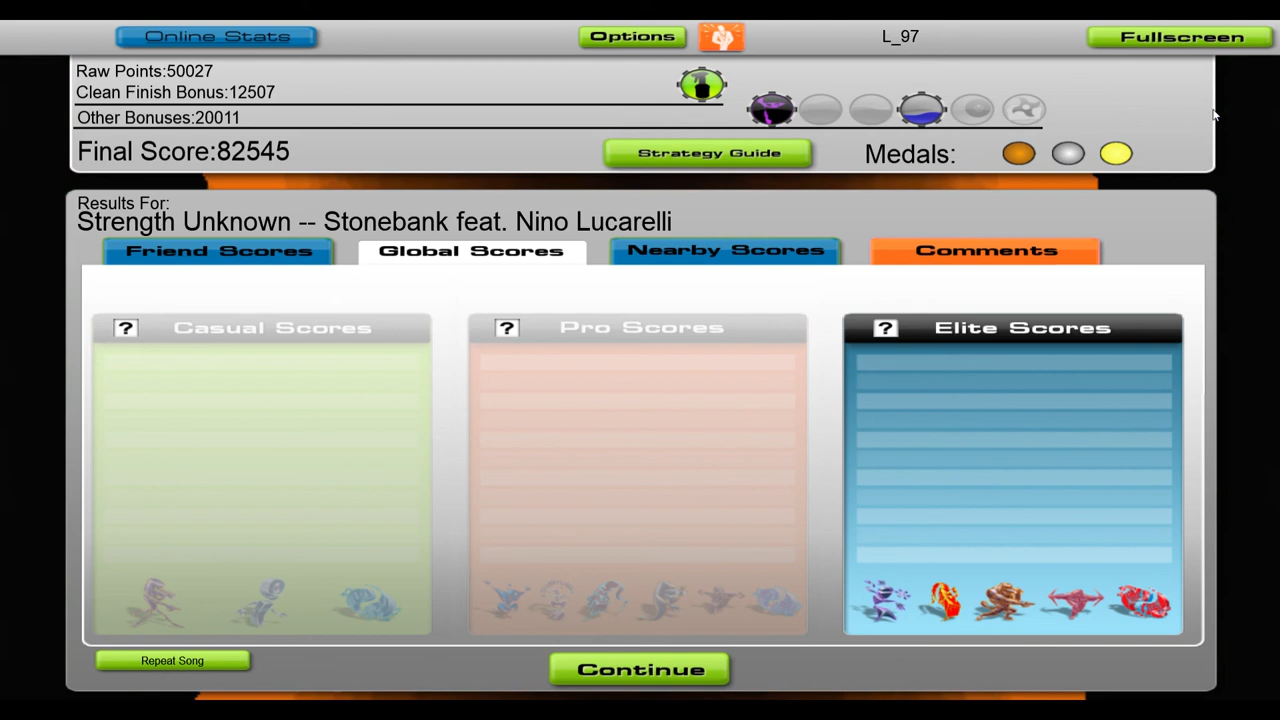 Online Stats
Options
L_97
Fullscreen
Raw Points:50027
Clean Finish Bonus:12507
Other Bonuses:20011
Final Score:82545
Strategy Guide
Medals:
Results For:
Strength Unknown -- Stonebank feat. Nino Lucarelli
Friend Scores
Global Scores
Nearby Scores
Comments
? Casual Scores
? Pro Scores
? Elite Scores
Repeat Song
Continue